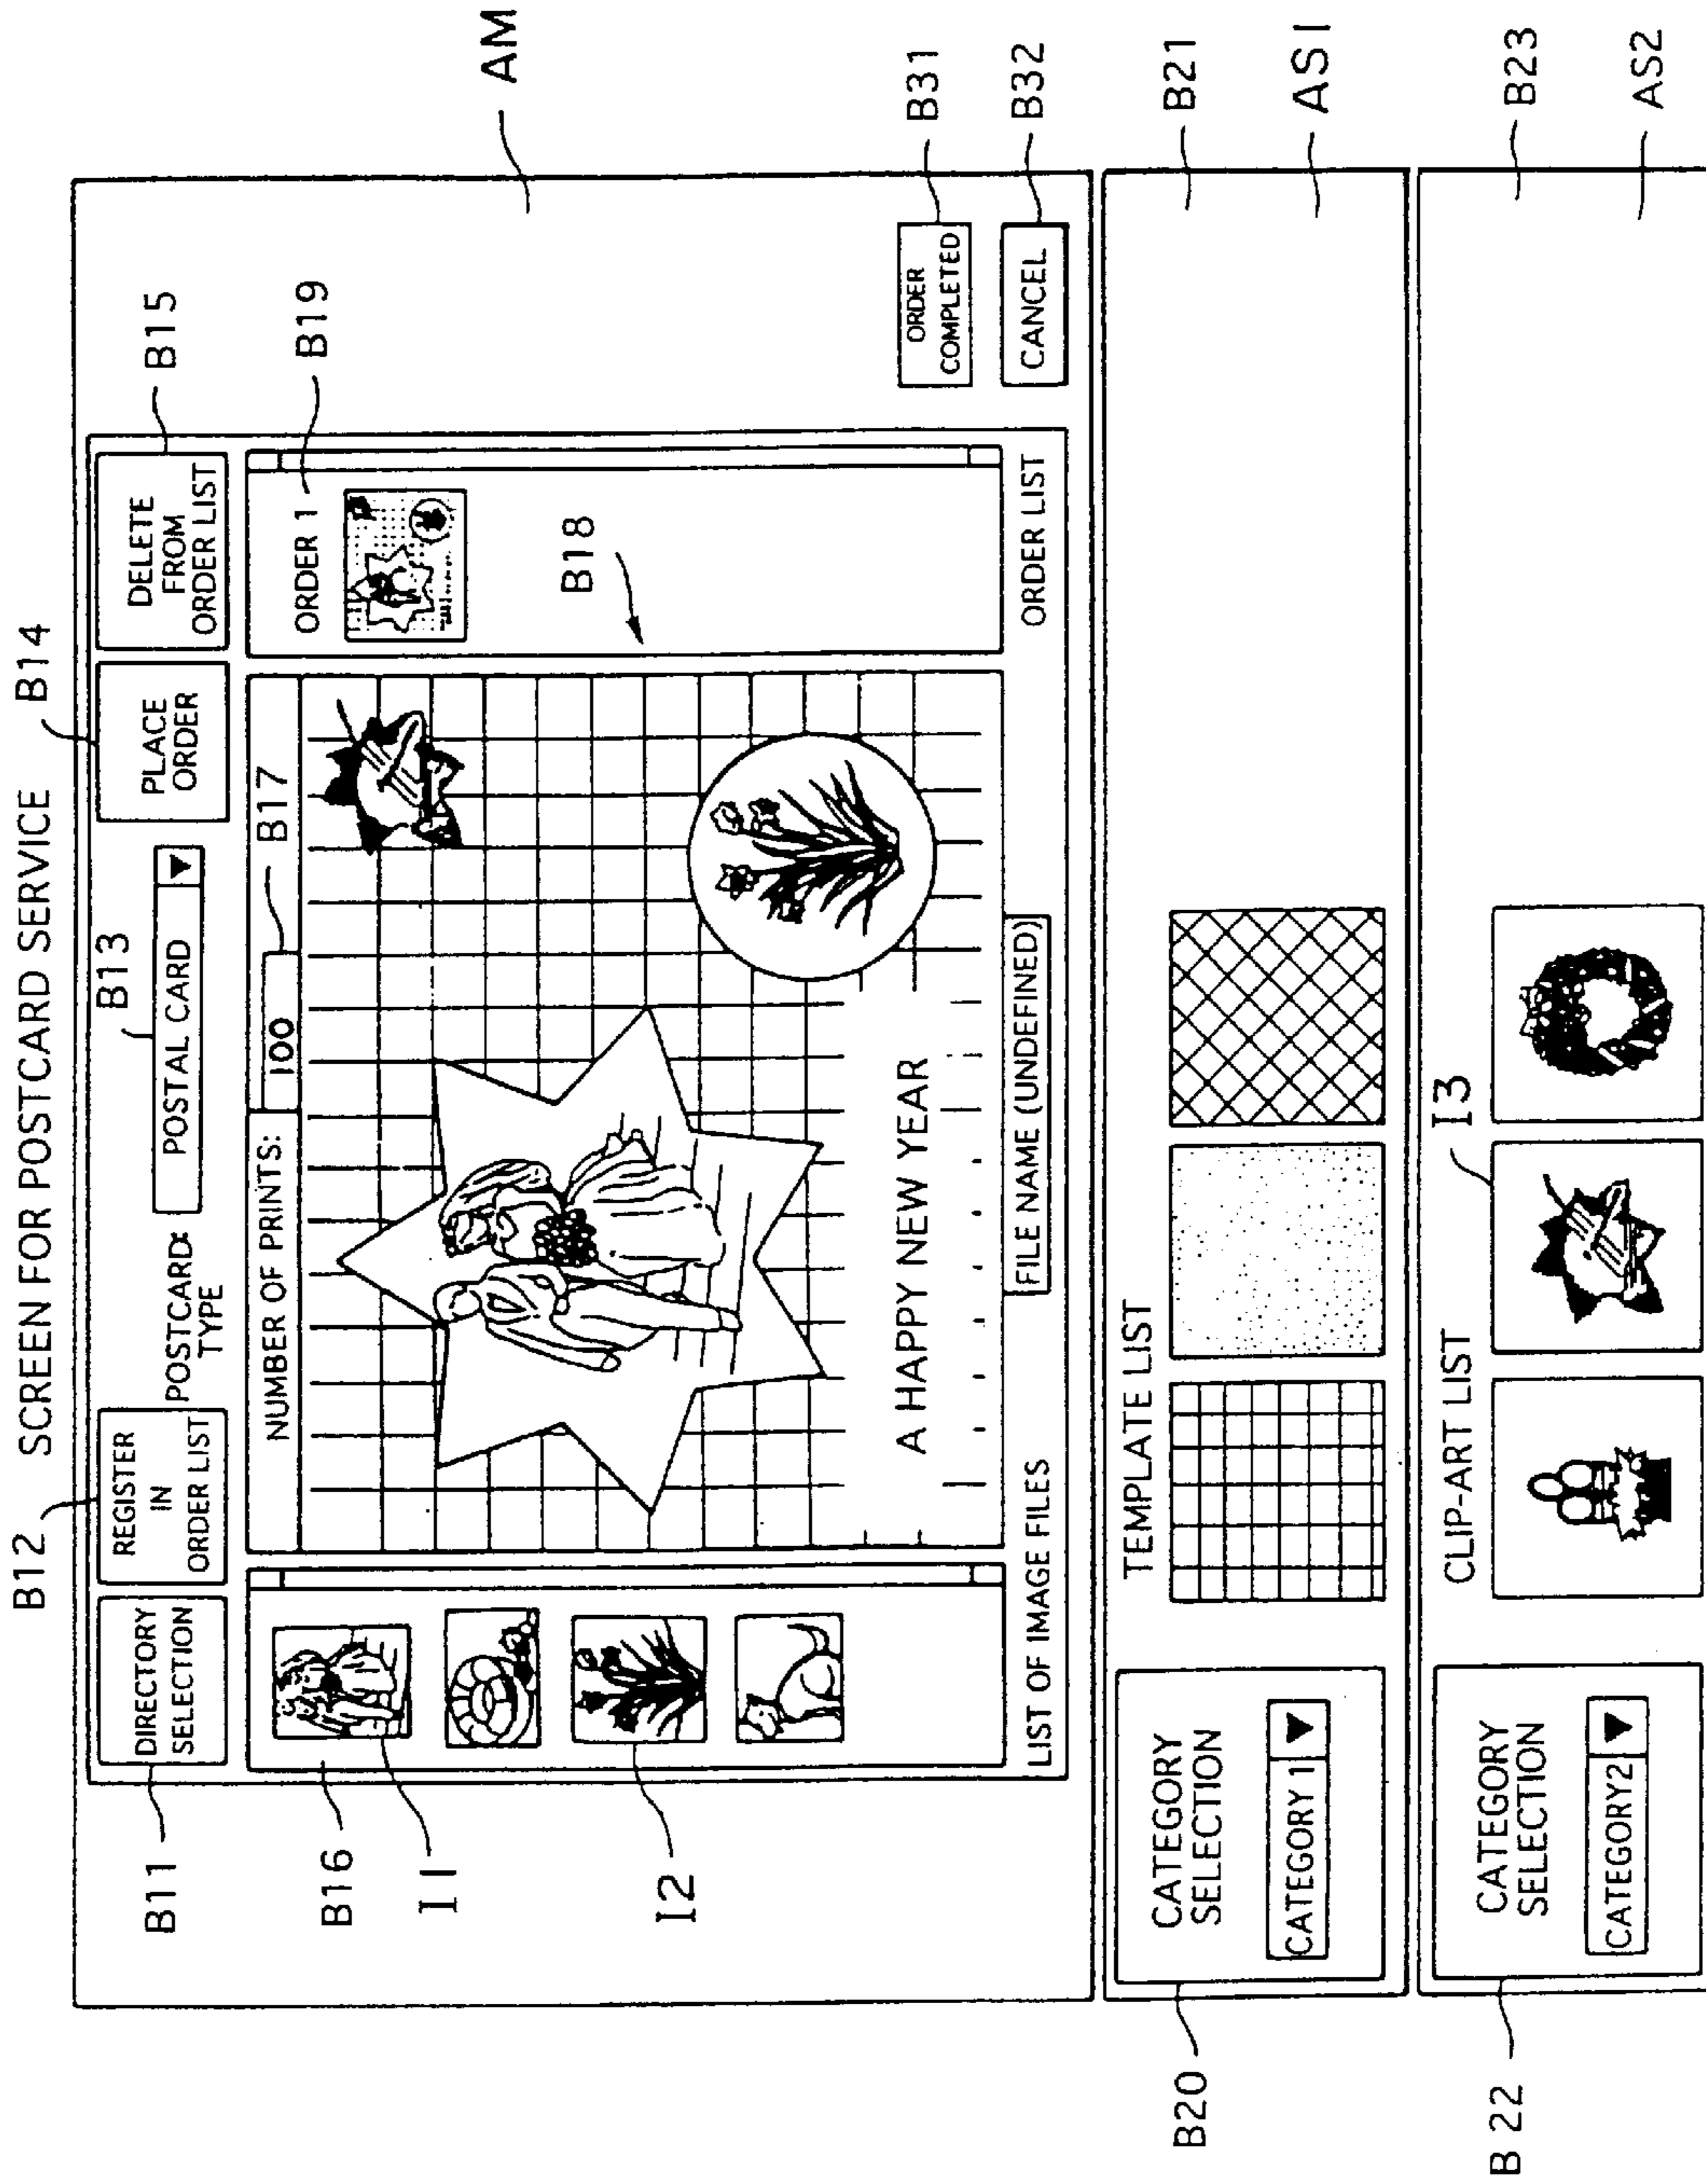 SCREEN FOR POSTCARD SERVICE
B12
B14
B13
B15
B11
DIRECTORY
SELECTION
REGISTER
IN
ORDER LIST
POSTCARD:
TYPE
POSTAL CARD
PLACE
ORDER
DELETE
FROM
ORDER LIST
B16
I1
I2
NUMBER OF PRINTS:
100
B17
ORDER 1
B19
B18
AM
A HAPPY NEW YEAR
LIST OF IMAGE FILES
FILE NAME (UNDEFINED)
ORDER LIST
ORDER
COMPLETED
B31
CANCEL
B32
B20
CATEGORY
SELECTION
CATEGORY 1
TEMPLATE LIST
B21
AS1
B 22
CATEGORY
SELECTION
CATEGORY2
CLIP-ART LIST
I3
B23
AS2